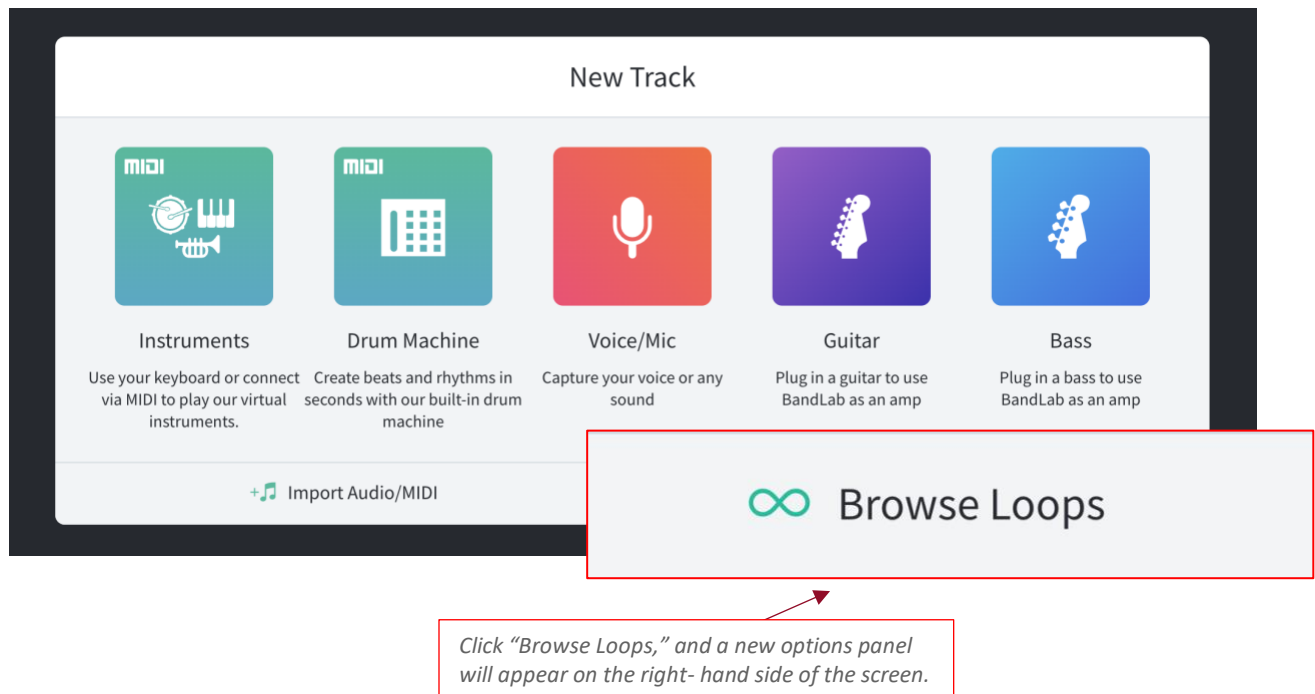 New Track
MIDI
MIDI
Instruments
Use your keyboard or connect
via MIDI to play our virtual
instruments.
Drum Machine
Create beats and rhythms in
seconds with our built-in drum
machine
Voice/Mic
Capture your voice or any
sound
Guitar
Plug in a guitar to use
BandLab as an amp
Bass
Plug in a bass to use
BandLab as an amp
Import Audio/MIDI
Browse Loops
Click “Browse Loops,” and a new options panel
will appear on the right- hand side of the screen.